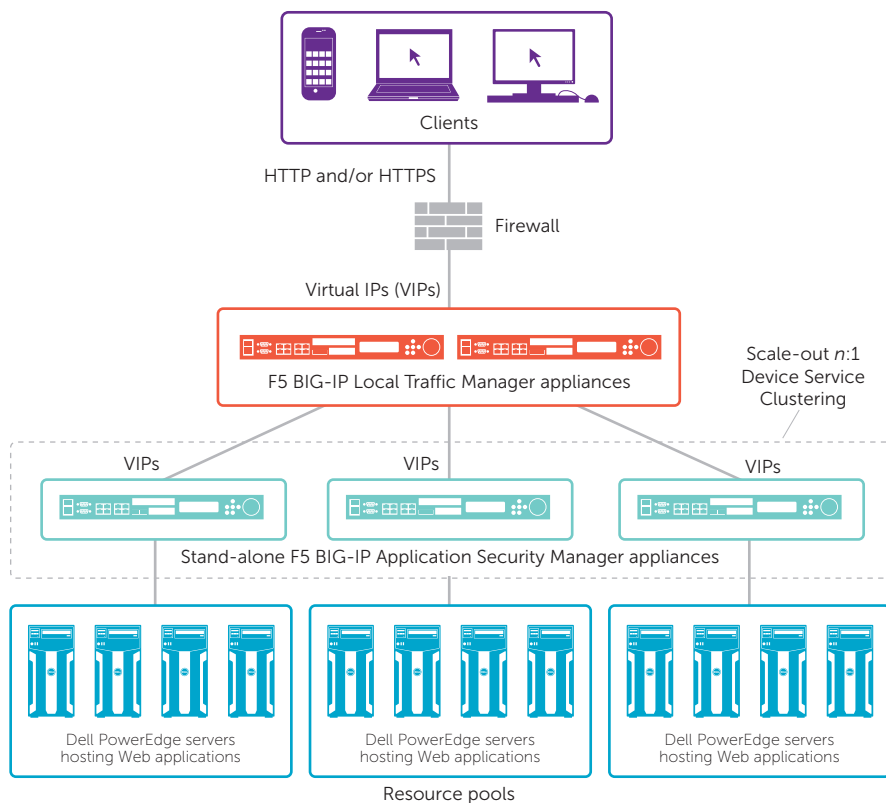 Clients
HTTP and/or HTTPS
Firewall
Virtual IPs (VIPs)
F5 BIG-IP Local Traffic Manager appliances
Scale-out n:1
Device Service
Clustering
VIPs
VIPs
VIPs
Stand-alone F5 BIG-IP Application Security Manager appliances
Dell PowerEdge servers
hosting Web applications
Dell PowerEdge servers
hosting Web applications
Dell PowerEdge servers
hosting Web applications
Resource pools